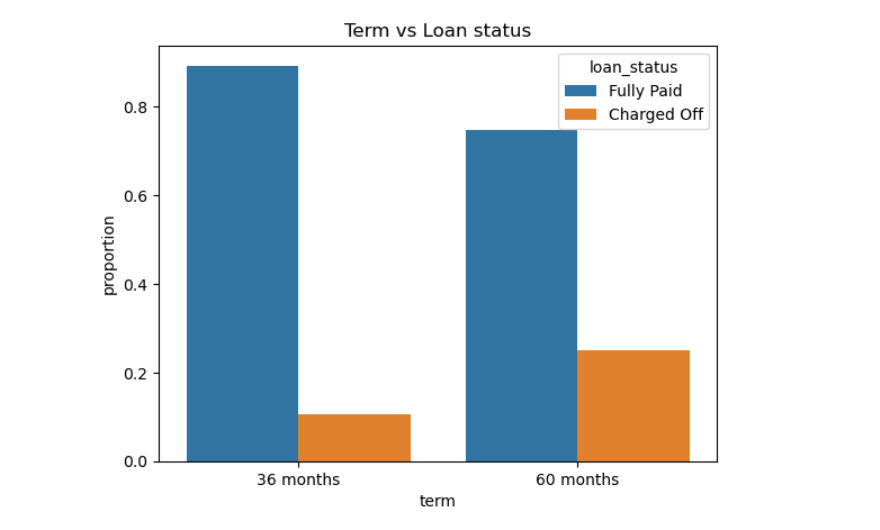 Term vs Loan status
loan_status
Fully Paid
Charged Off
proportion
0.8
0.6
0.4
0.2
0.0
36 months
60 months
term